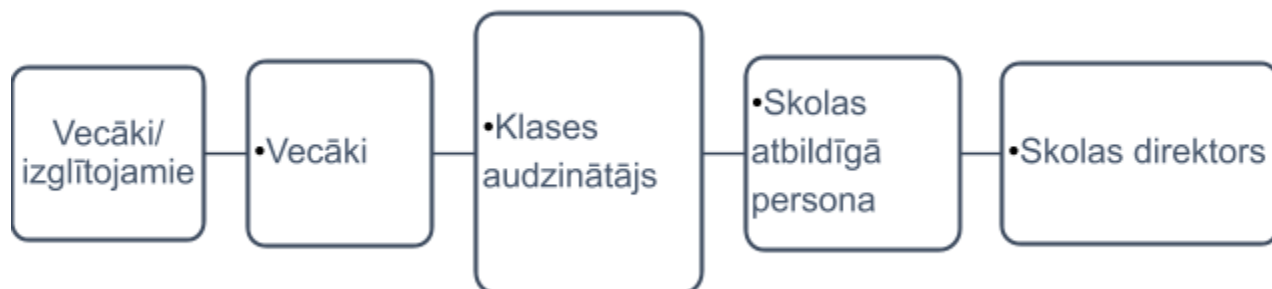 Vecāki/
izglītojamie
•Vecāki
•Klases
audzinātājs
•Skolas
atbildīgā
persona
•Skolas direktors